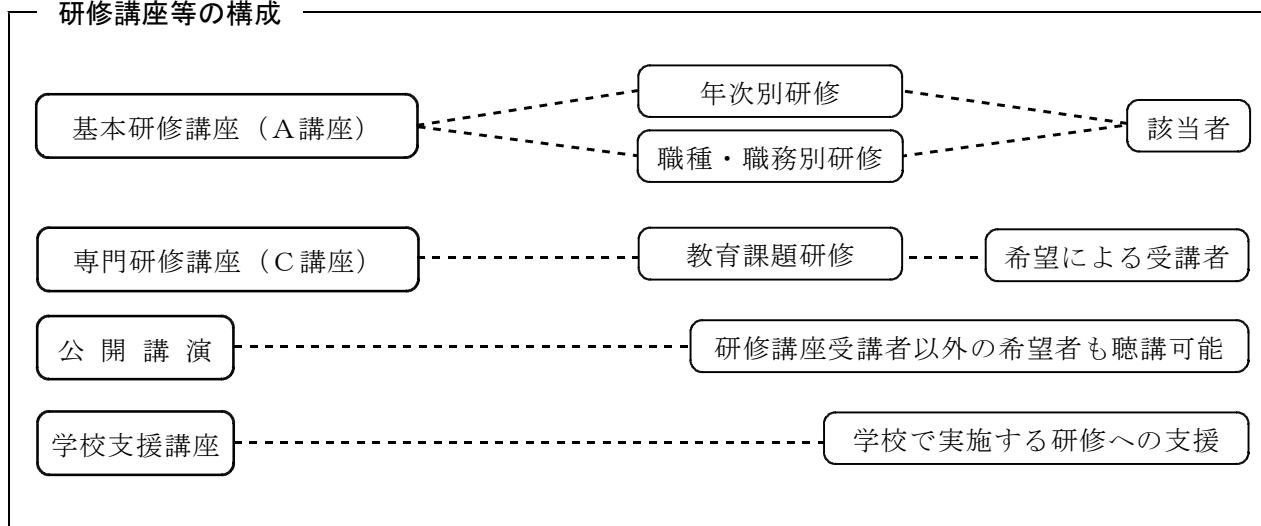 研修講座等の構成
年次別研修
基本研修講座（Ａ講座）
該当者
職種・職務別研修
専門研修講座（Ｃ講座）
教育課題研修
希望による受講者
公開講演
研修講座受講者以外の希望者も聴講可能
学校支援講座
学校で実施する研修への支援